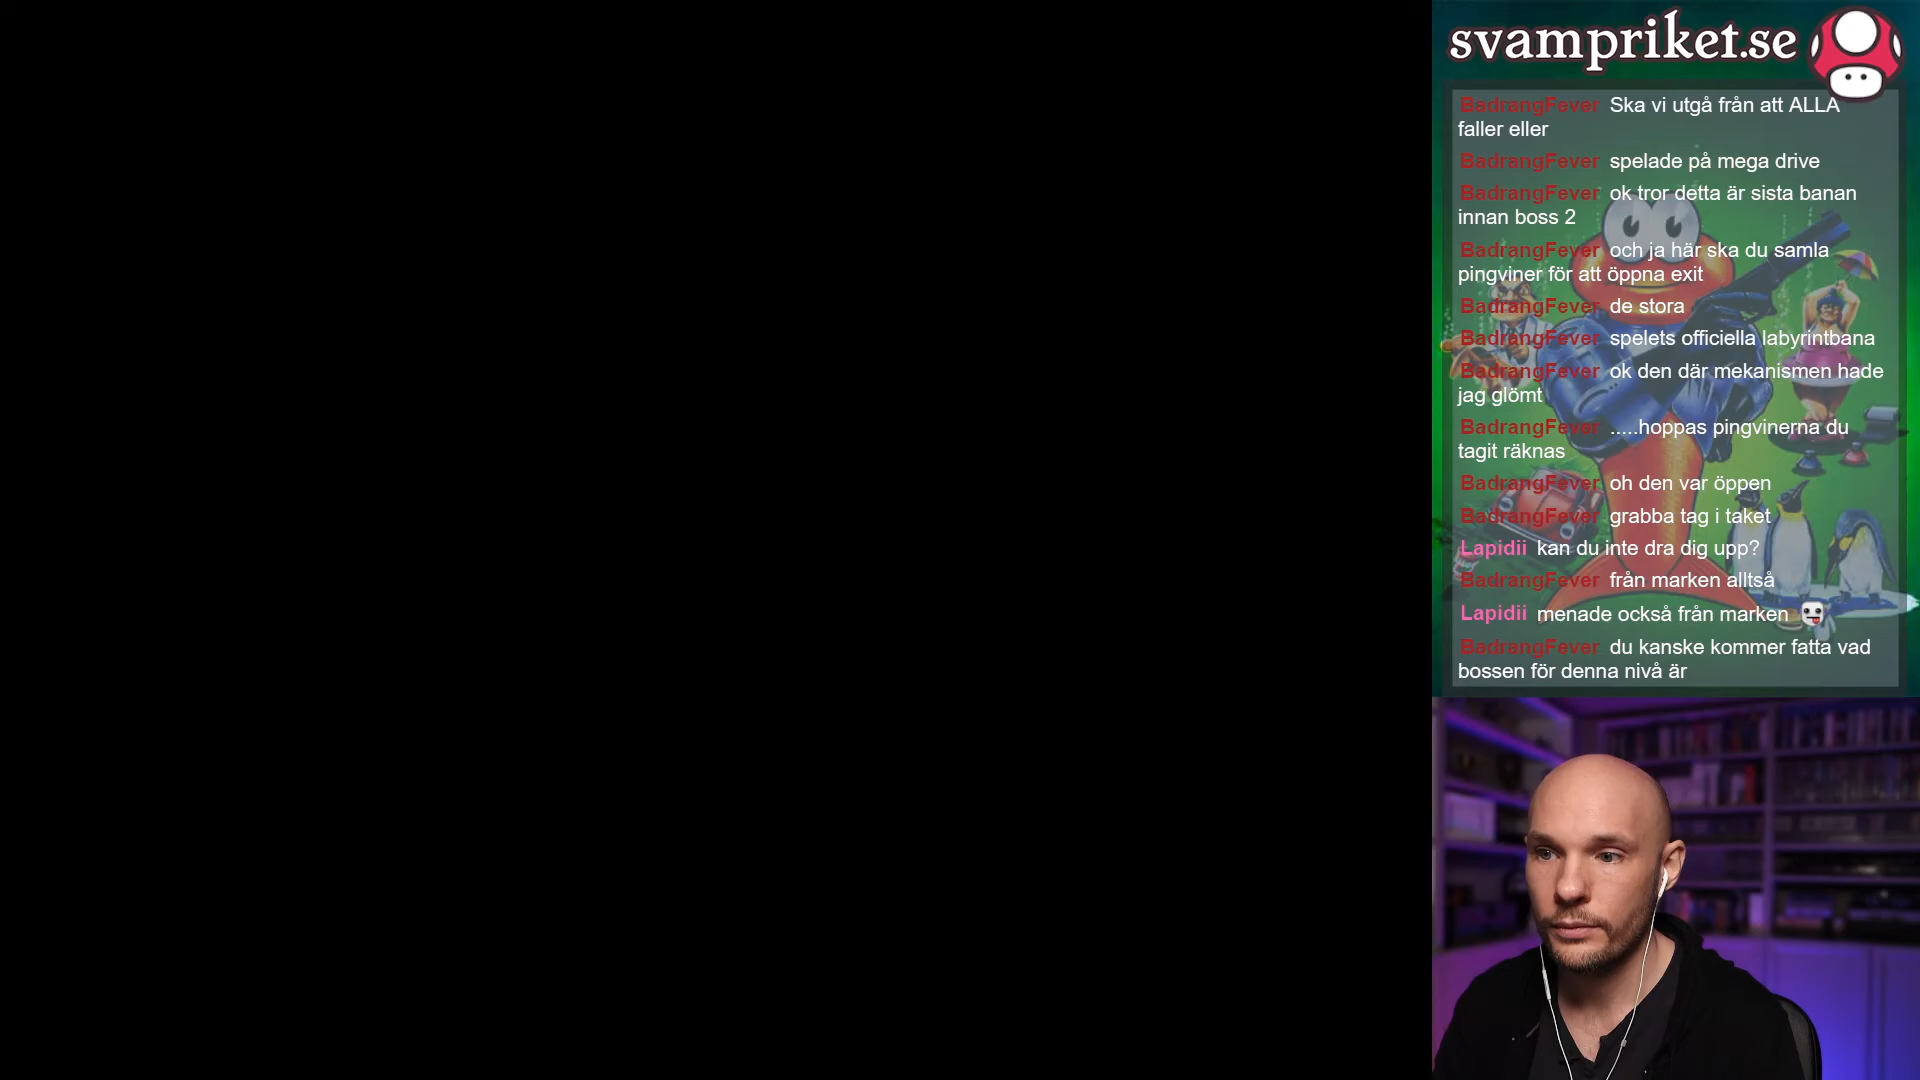 svampriket.se
BadrangFever Ska vi utgå från att ALLA
faller eller
BadrangFever spelade på mega drive
BadrangFever ok tror detta är sista banan
innan boss 2
BadrangFever och ja här ska du samla
pingviner för att öppna exit
BadrangFever de stora
BadrangFever spelets officiella labyrintbana
BadrangFever ok den där mekanismen hade
jag glömt
BadrangFever .....hoppas pingvinerna du
tagit räknas
BadrangFever oh den var öppen
BadrangFever grabba tag i taket
Lapidii kan du inte dra dig upp?
BadrangFever från marken alltså
Lapidii menade också från marken
BadrangFever du kanske kommer fatta vad
bossen för denna nivå är